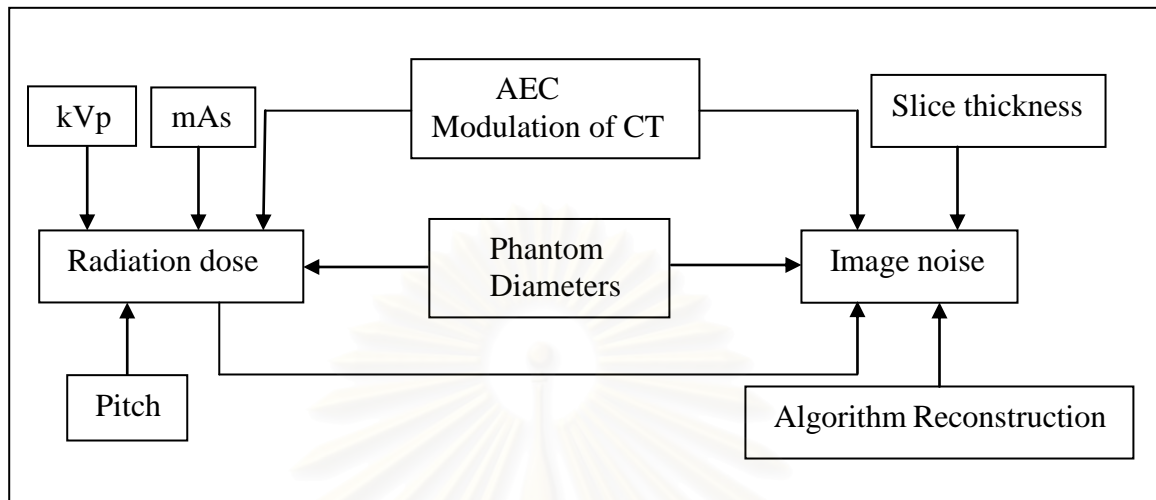 AEC
Modulation of CT
kVp
mAs
Slice thickness
Radiation dose
Phantom
Diameters
Image noise
Pitch
Algorithm Reconstruction